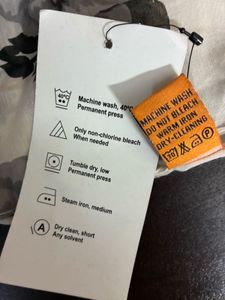 40°C
Machine wash, 40°C
Permanent press
Only non-chlorine bleach
When needed
Tumble dry, low
Permanent press
Steam iron, medium
A
Dry clean, short
Any solvent
MACHINE WASH
DO NOT BLEACH
WARM IRON
DRY-CLEANING
P